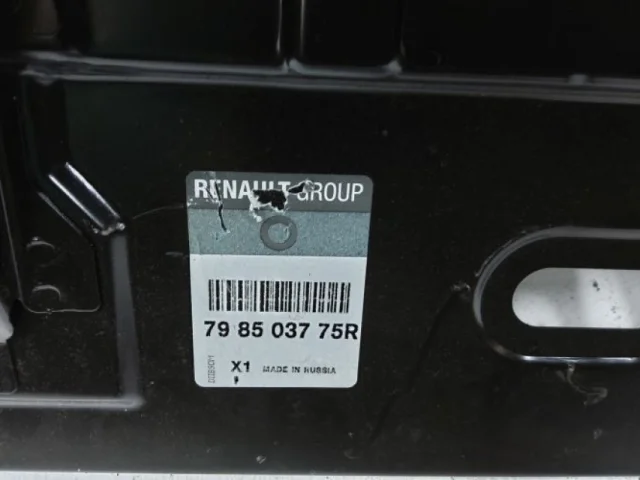 RENAULT GROUP
79 85 037 75R
X1 MADE IN RUSSIA